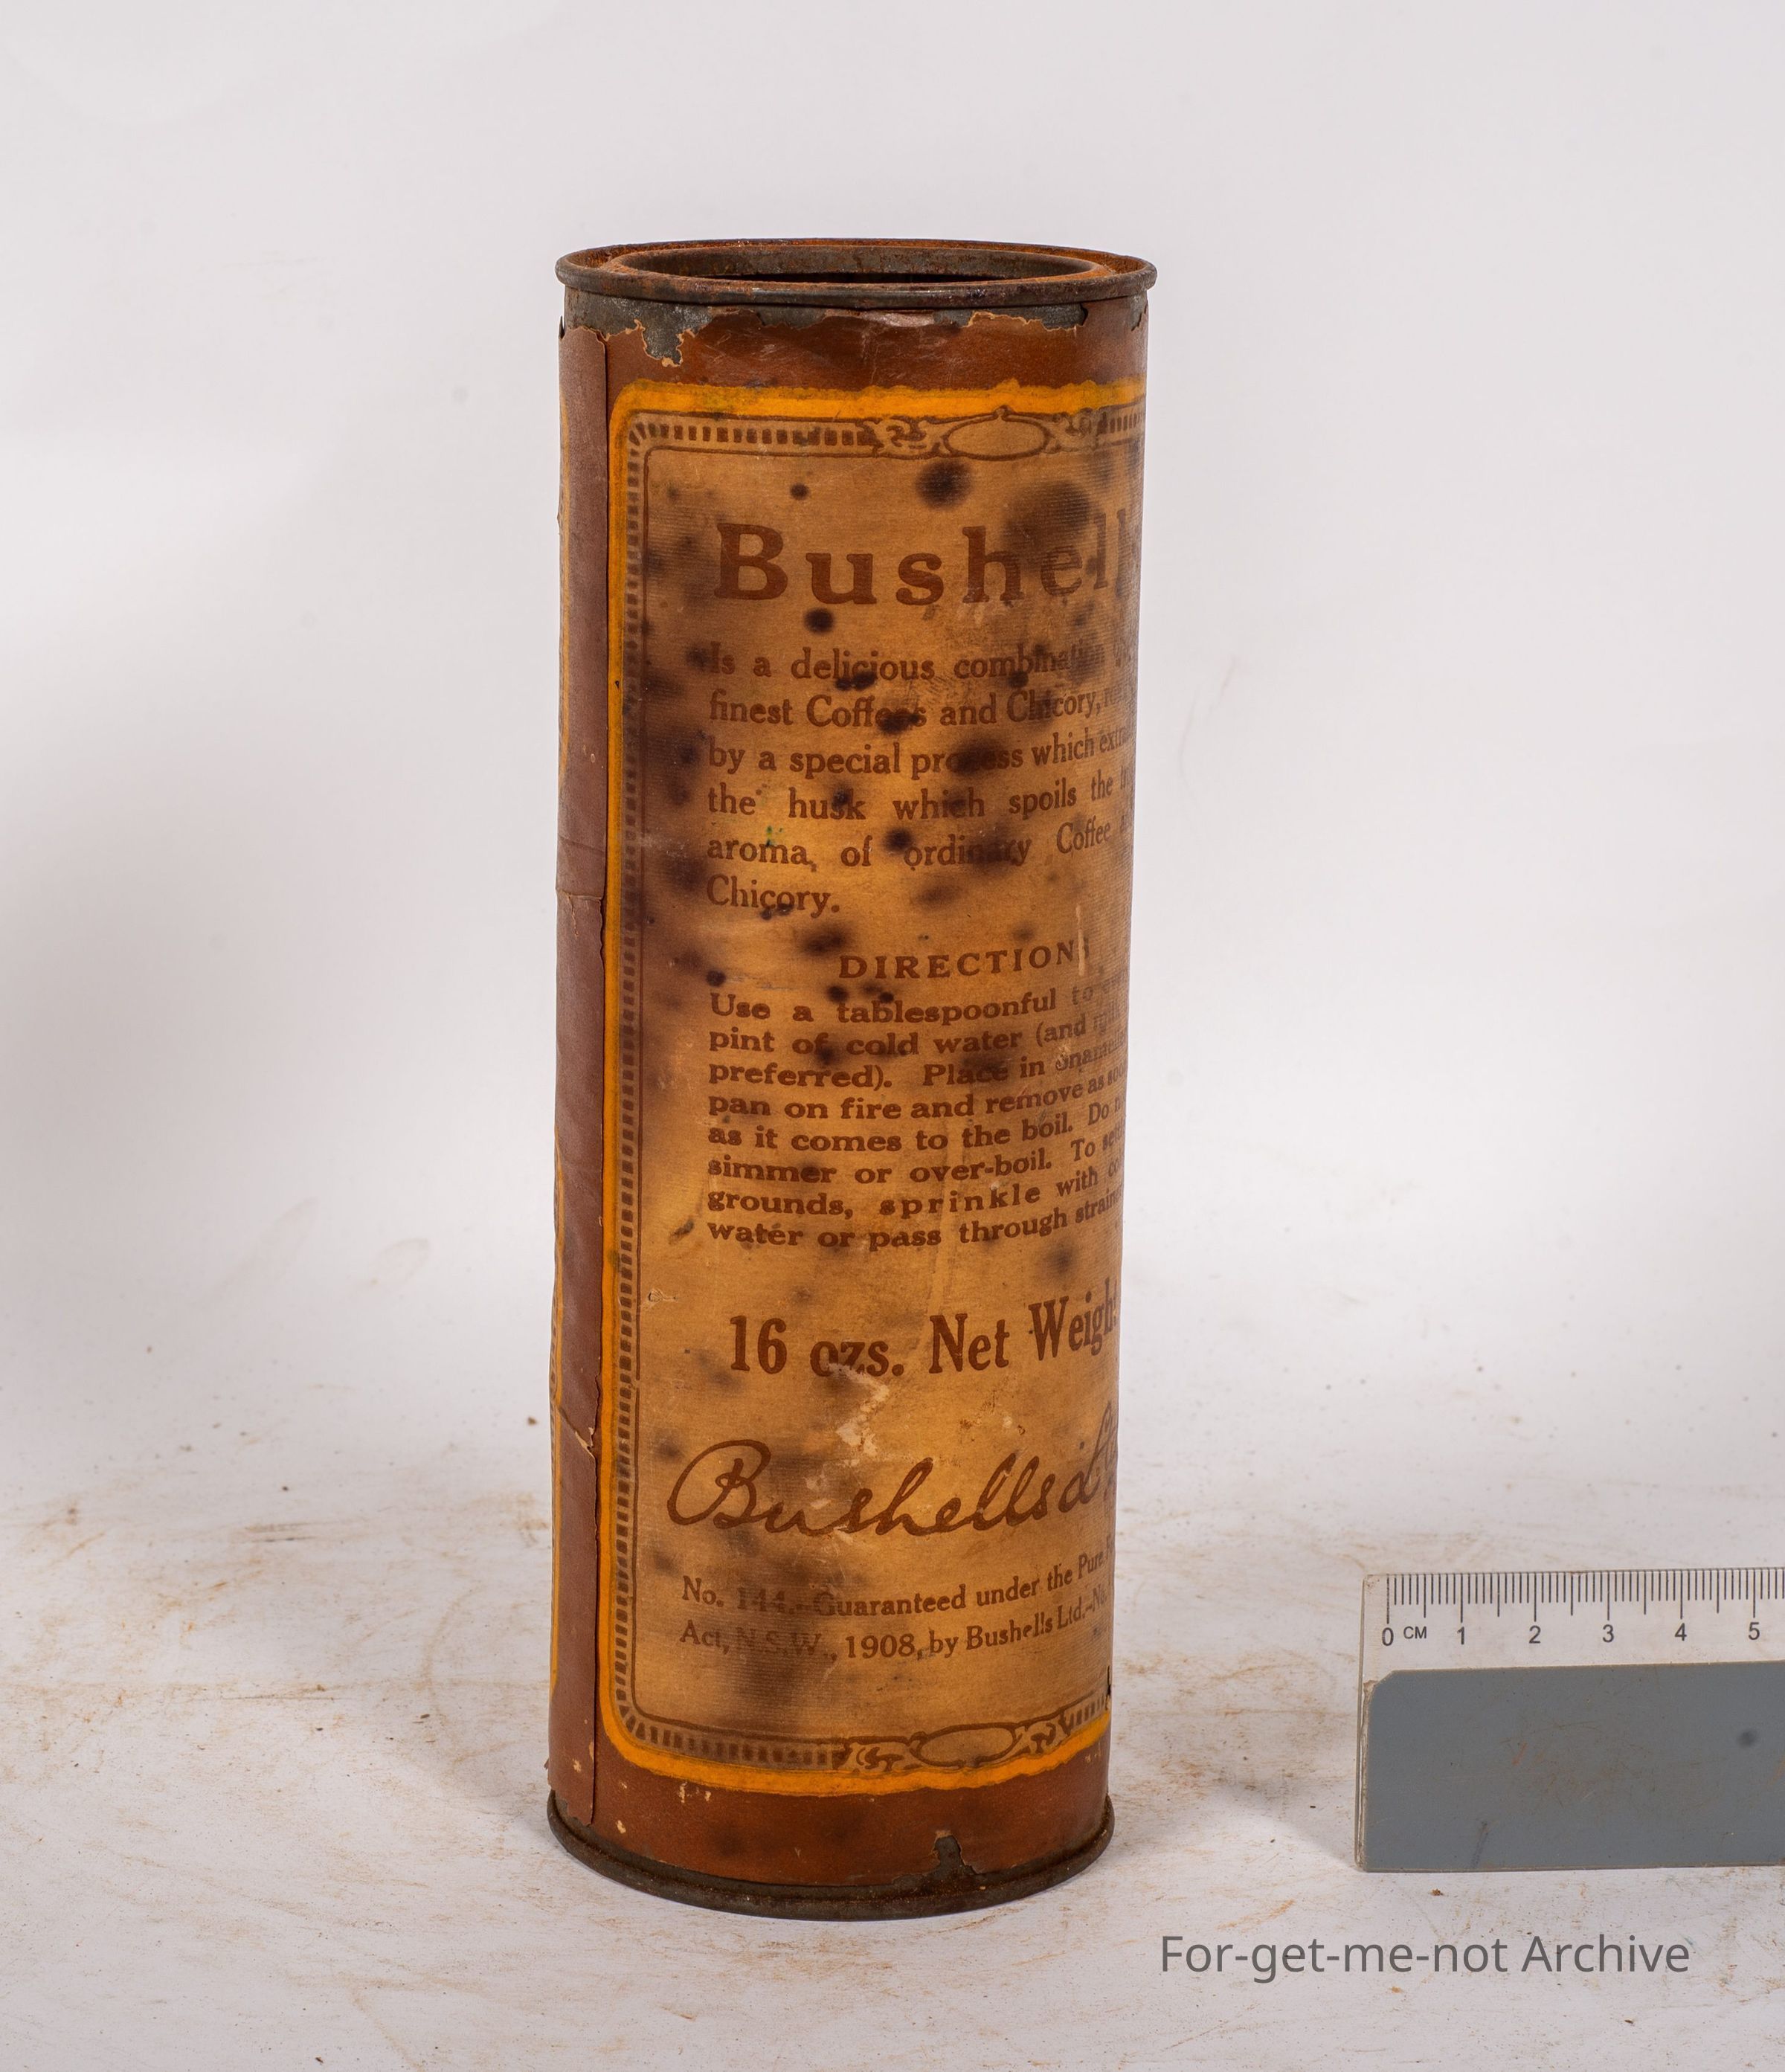 Bushell
Is a delicious
finest Coffees and Chicory,
by a special process which
the husk which spoils the
aroma, of ordinary Coffee
Chicory.
DIRECTION
Use a tablespoonful to
pint of cold water (and
preferred). Place in
pan on fire and remove as
as it comes to the boil. Do
simmer or over-boil. To
grounds, sprinkle with
water or pass through
16 ozs. Net Weight
Bushells
No. 144.-Guaranteed under the Pure
Act, N.S.W., 1908, by Bushells Ltd.-No.
0 CM 1 2 3 4 5
For-get-me-not Archive